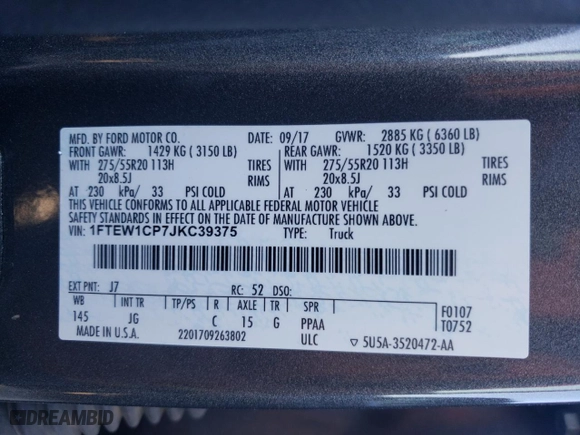 MFD. BY FORD MOTOR CO. DATE: 09/17 GVWR: 2885 KG ( 6360 LB)
FRONT GAWR: 1429 KG ( 3150 LB) REAR GAWR: 1520 KG ( 3350 LB)
WITH 275/55R20 113H TIRES WITH 275/55R20 113H TIRES
20x8.5J RIMS 20x8.5J RIMS
AT 230 kPa/ 33 PSI COLD AT 230 kPa/ 33 PSI COLD
THIS VEHICLE CONFORMS TO ALL APPLICABLE FEDERAL MOTOR VEHICLE
SAFETY STANDARDS IN EFFECT ON THE DATE OF MANUFACTURE SHOWN ABOVE.
VIN: 1FTEW1CP7JKC39375 TYPE: Truck
EXT PNT: J7 RC: 52 DSO:
WB INT TR TP/PS R AXLE TR SPR F0107
145 JG C 15 G PPAA T0752
MADE IN U.S.A. 2201709263802 ULC 5U5A-3520472-AA
DREAMBID